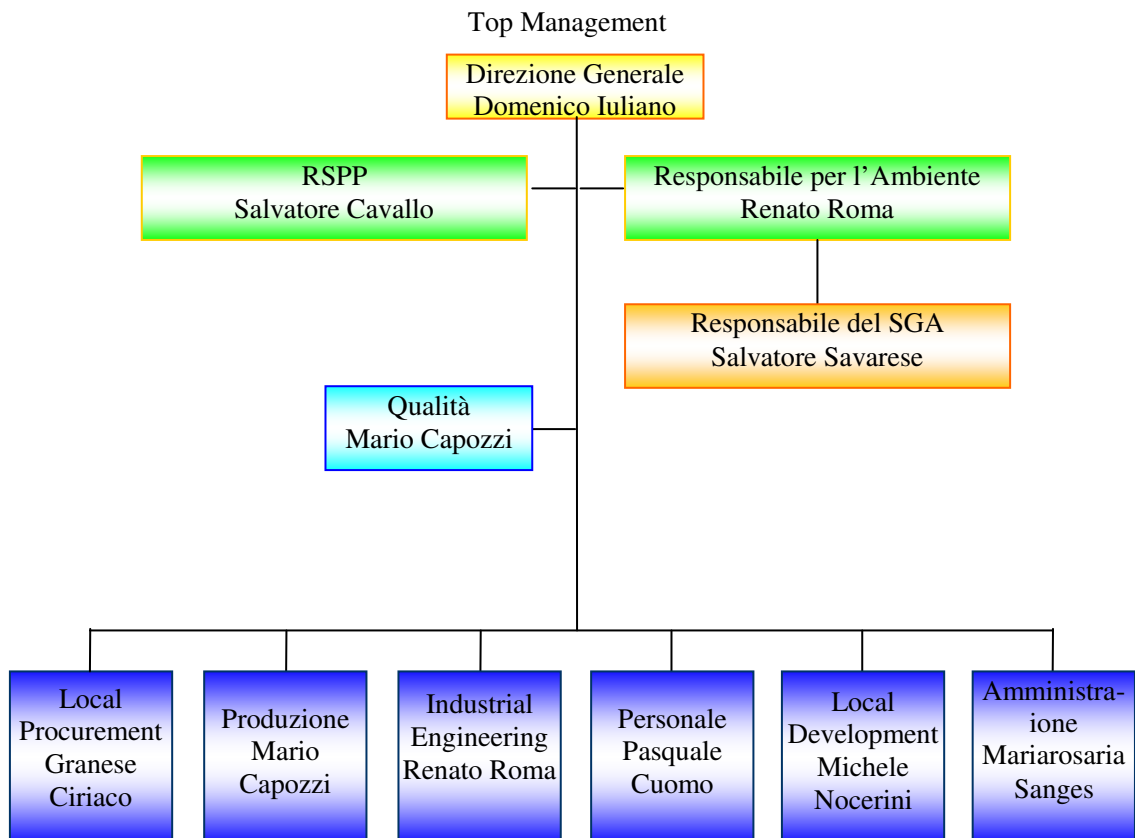 Top Management
Direzione Generale
Domenico Iuliano
RSPP
Salvatore Cavallo
Responsabile per l’Ambiente
Renato Roma
Responsabile del SGA
Salvatore Savarese
Qualità
Mario Capozzi
Local
Procurement
Granese
Ciriaco
Produzione
Mario
Capozzi
Industrial
Engineering
Renato Roma
Personale
Pasquale
Cuomo
Local
Development
Michele
Nocerini
Amministra-
ione
Mariarosaria
Sanges